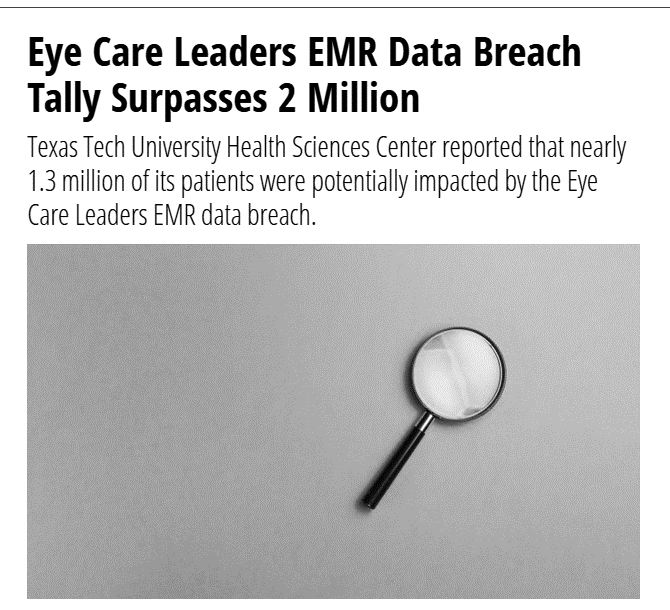 Eye Care Leaders EMR Data Breach
Tally Surpasses 2 Million
Texas Tech University Health Sciences Center reported that nearly
1.3 million of its patients were potentially impacted by the Eye
Care Leaders EMR data breach.